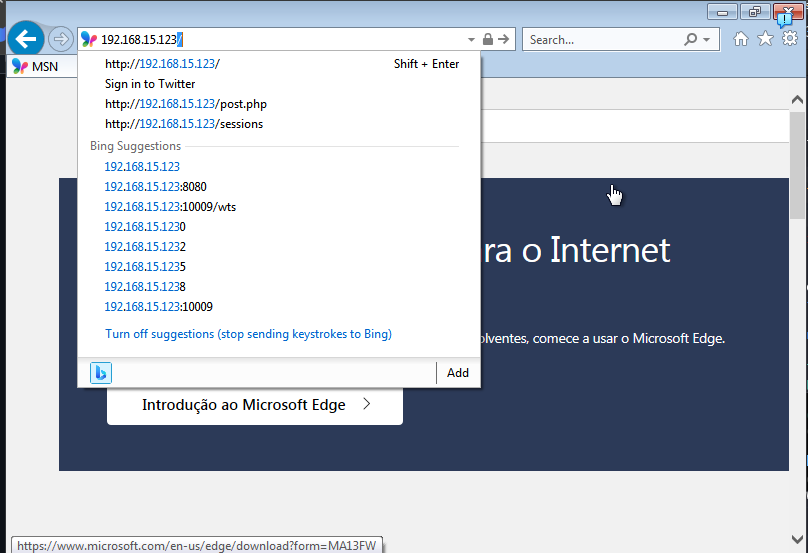 192.168.15.123/
Search...
MSN
http://192.168.15.123/ Shift + Enter
Sign in to Twitter
http://192.168.15.123/post.php
http://192.168.15.123/sessions
Bing Suggestions
192.168.15.123
192.168.15.123:8080
192.168.15.123:10009/wts
192.168.15.1230
192.168.15.1232
192.168.15.1235
192.168.15.1238
192.168.15.123:10009
Turn off suggestions (stop sending keystrokes to Bing)
Add
ra o Internet
olventes, comece a usar o Microsoft Edge.
Introdução ao Microsoft Edge
https://www.microsoft.com/en-us/edge/download?form=MA13FW